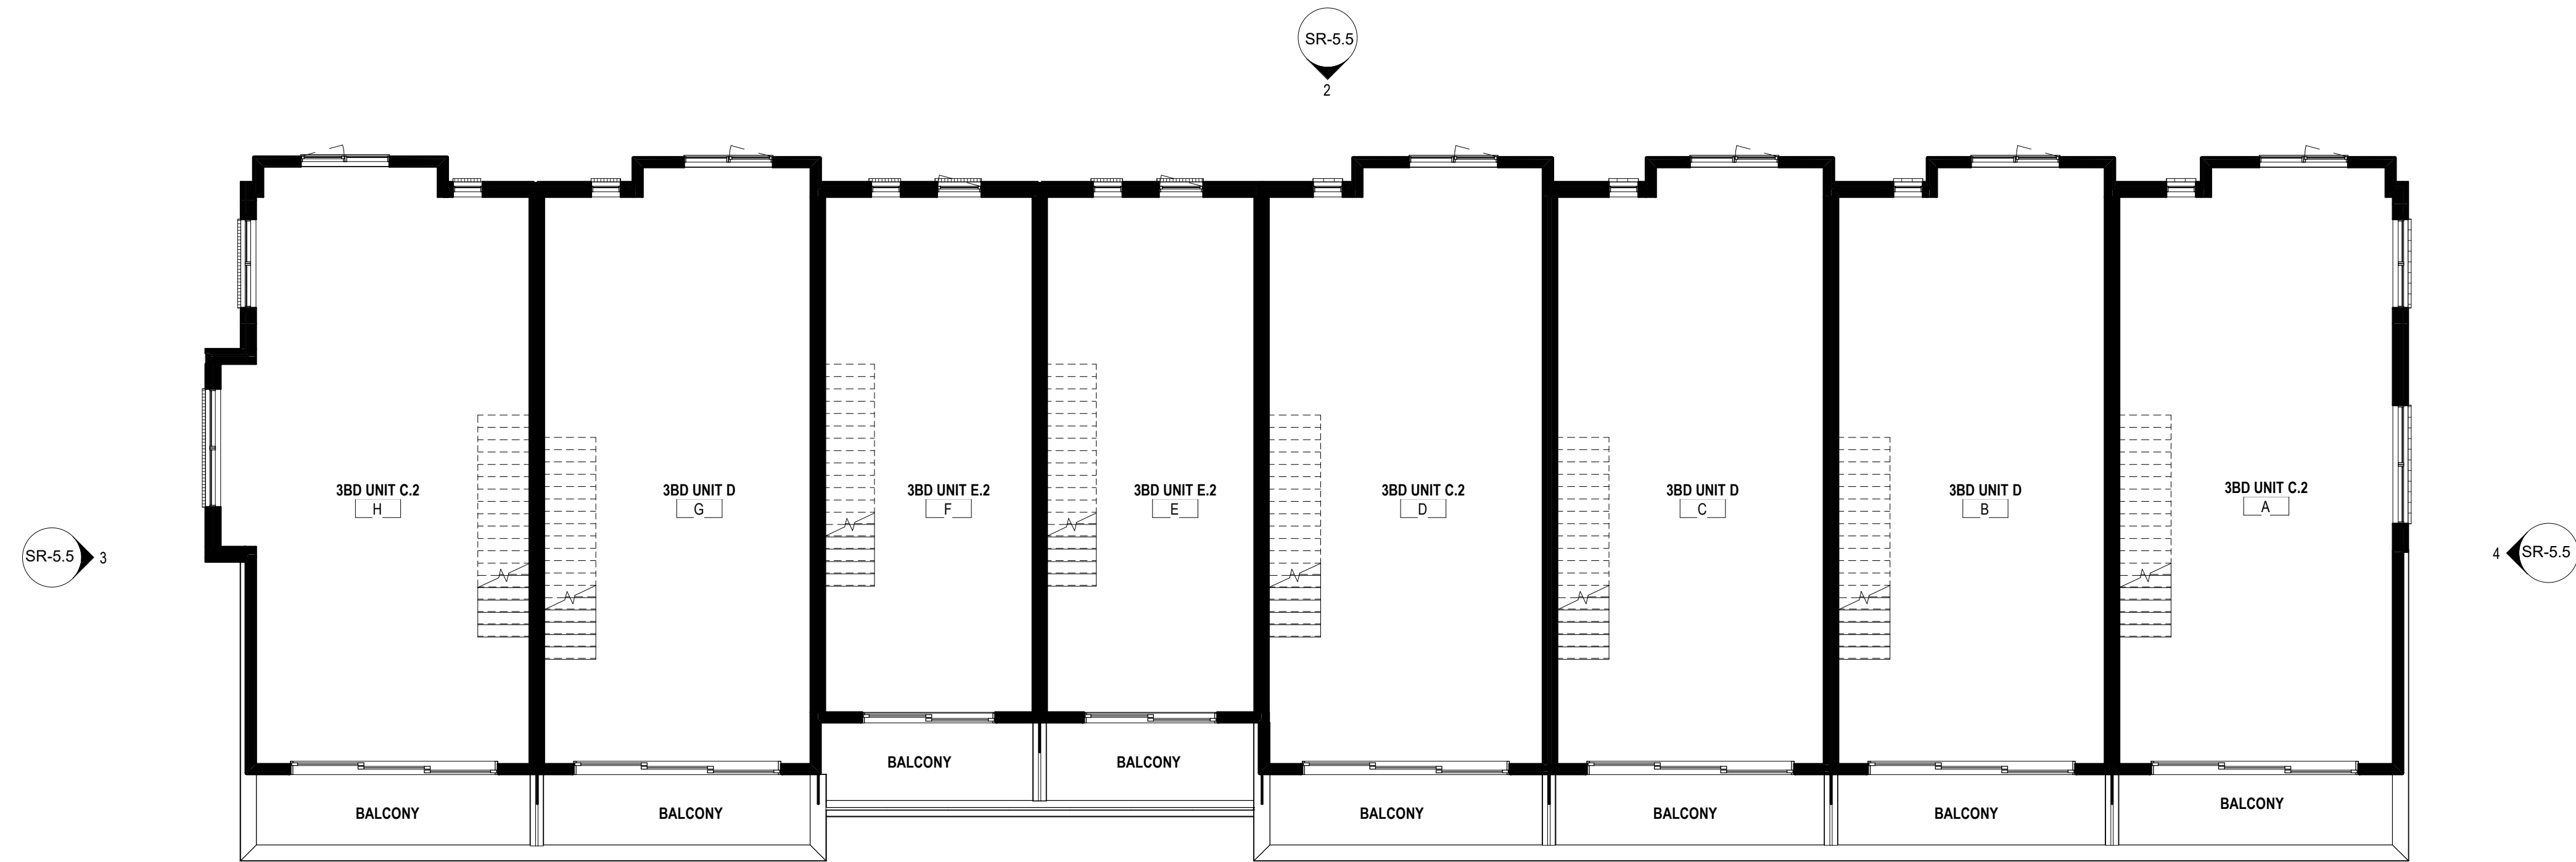 SR-5.5
2
3BD UNIT C.2
H
3BD UNIT D
G
3BD UNIT E.2
F
3BD UNIT E.2
E
3BD UNIT C.2
D
3BD UNIT D
C
3BD UNIT D
B
3BD UNIT C.2
A
SR-5.5
3
4
SR-5.5
BALCONY
BALCONY
BALCONY
BALCONY
BALCONY
BALCONY
BALCONY
BALCONY